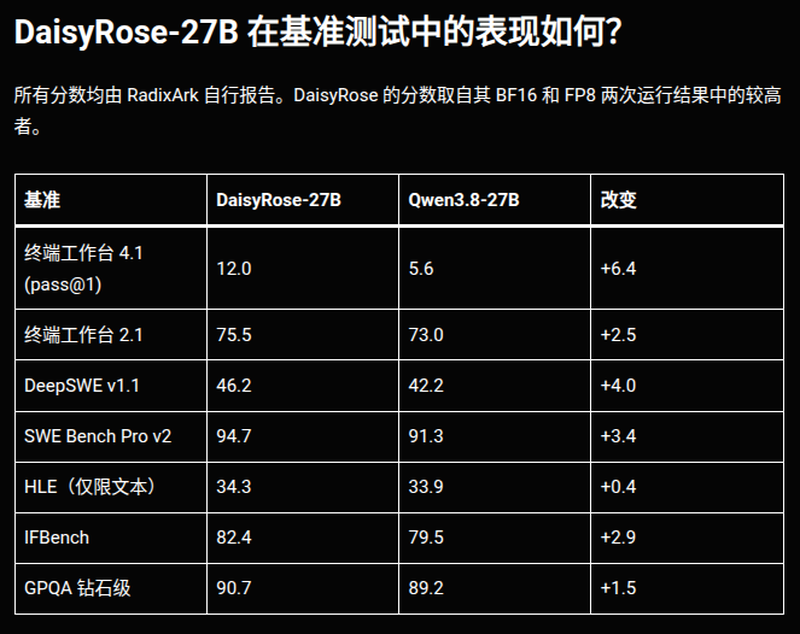 DaisyRose-27B 在基准测试中的表现如何？
所有分数均由 RadixArk 自行报告。DaisyRose 的分数取自其 BF16 和 FP8 两次运行结果中的较高
者。
基准 DaisyRose-27B Qwen3.8-27B 改变
终端工作台 4.1
(pass@1) 12.0 5.6 +6.4
终端工作台 2.1 75.5 73.0 +2.5
DeepSWE v1.1 46.2 42.2 +4.0
SWE Bench Pro v2 94.7 91.3 +3.4
HLE（仅限文本） 34.3 33.9 +0.4
IFBench 82.4 79.5 +2.9
GPQA 钻石级 90.7 89.2 +1.5